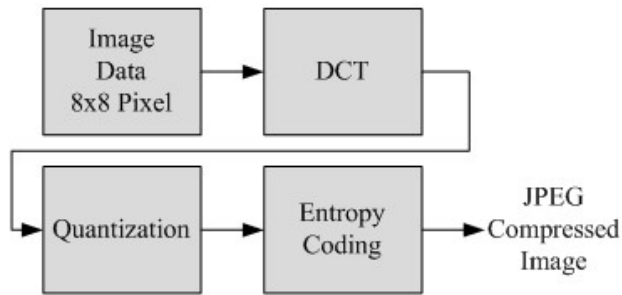 Image
Data
8x8 Pixel
DCT
Quantization
Entropy
Coding
JPEG
Compressed
Image